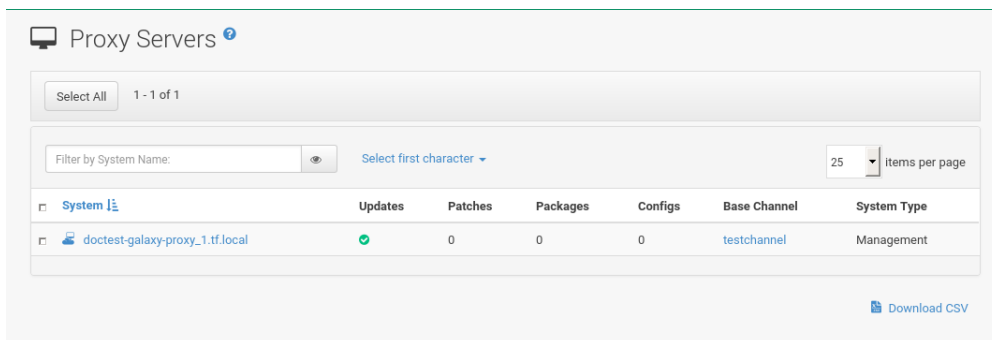 Proxy Servers ?
Select All 1 - 1 of 1
Filter by System Name: Select first character 25 items per page
System Updates Patches Packages Configs Base Channel System Type
doctest-galaxy-proxy_1.tf.local 0 0 0 testchannel Management
Download CSV